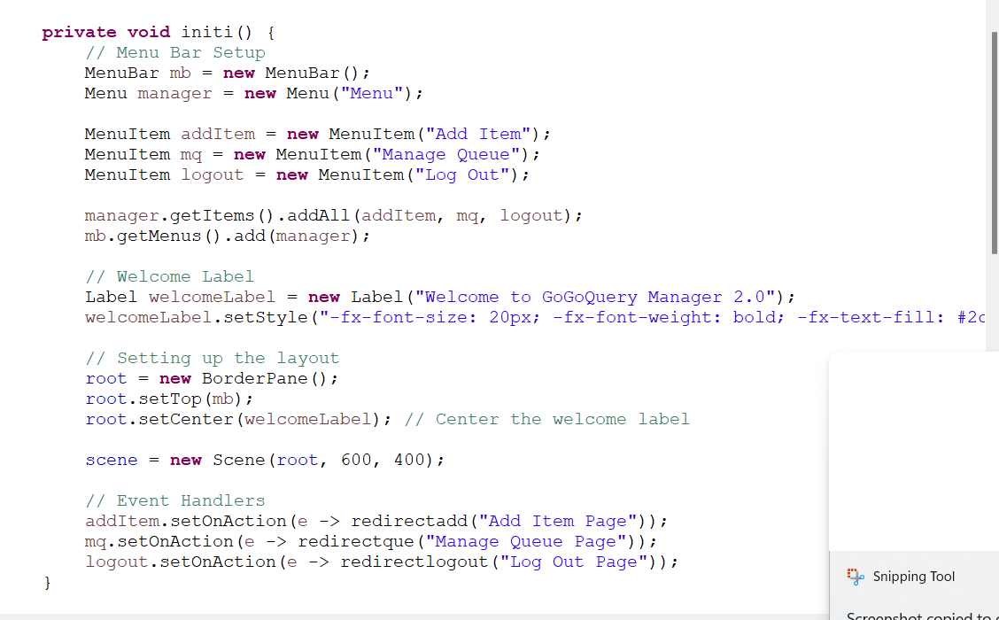 private void initi() {
// Menu Bar Setup
MenuBar mb = new MenuBar();
Menu manager = new Menu("Menu");
MenuItem addItem = new MenuItem("Add Item");
MenuItem mq = new MenuItem("Manage Queue");
MenuItem logout = new MenuItem("Log Out");
manager.getItems().addAll(addItem, mq, logout);
mb.getMenus().add(manager);
// Welcome Label
Label welcomeLabel = new Label("Welcome to GoGoQuery Manager 2.0");
welcomeLabel.setStyle("-fx-font-size: 20px; -fx-font-weight: bold; -fx-text-fill: #2c
// Setting up the layout
root = new BorderPane();
root.setTop(mb);
root.setCenter(welcomeLabel); // Center the welcome label
scene = new Scene(root, 600, 400);
// Event Handlers
addItem.setOnAction(e -> redirectadd("Add Item Page"));
mq.setOnAction(e -> redirectque("Manage Queue Page"));
logout.setOnAction(e -> redirectlogout("Log Out Page"));
}
Snipping Tool
Screenshot copied to